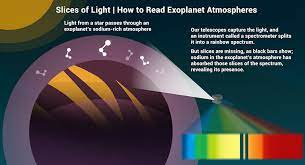 Slices of Light | How to Read Exoplanet Atmospheres
Light from a star passes through an
exoplanet's sodium-rich atmosphere
Our telescopes capture the light, and
an instrument called a spectrometer splits
it into a rainbow spectrum.
But slices are missing, as black bars show;
sodium in the exoplanet's atmosphere has
absorbed those slices of the spectrum,
revealing its presence.